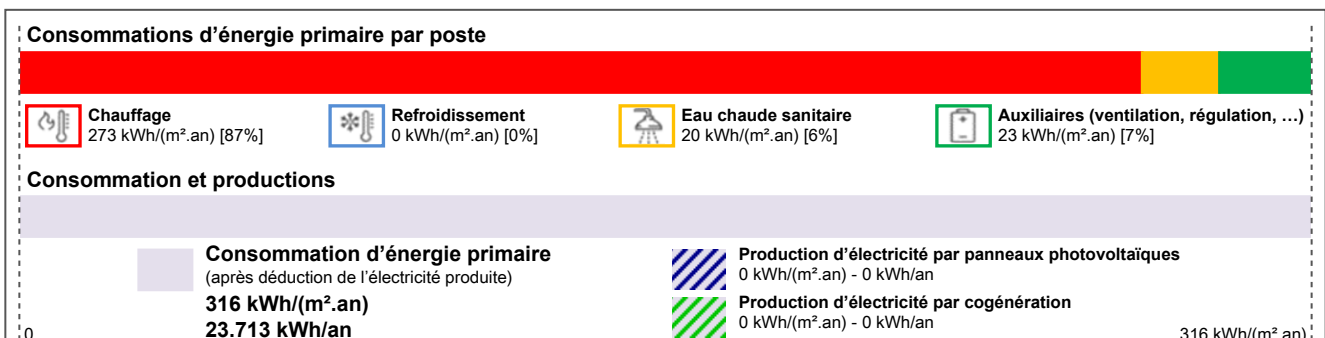 Consommations d’énergie primaire par poste
Chauffage
273 kWh/(m².an) [87%]
Refroidissement
0 kWh/(m².an) [0%]
Eau chaude sanitaire
20 kWh/(m².an) [6%]
Auxiliaires (ventilation, régulation, …)
23 kWh/(m².an) [7%]
Consommation et productions
Consommation d’énergie primaire
(après déduction de l’électricité produite)
316 kWh/(m².an)
23.713 kWh/an
Production d’électricité par panneaux photovoltaïques
0 kWh/(m².an) - 0 kWh/an
Production d’électricité par cogénération
0 kWh/(m².an) - 0 kWh/an
0
316 kWh/(m².an)